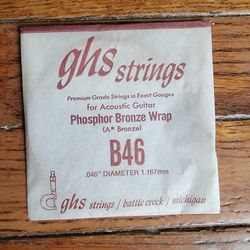 ghs strings
Premium Grade Strings in Exact Gauges
for Acoustic Guitar
Phosphor Bronze Wrap
(A* Bronze)
B46
.046" DIAMETER 1.167mm
ghs strings / battle creek / michigan